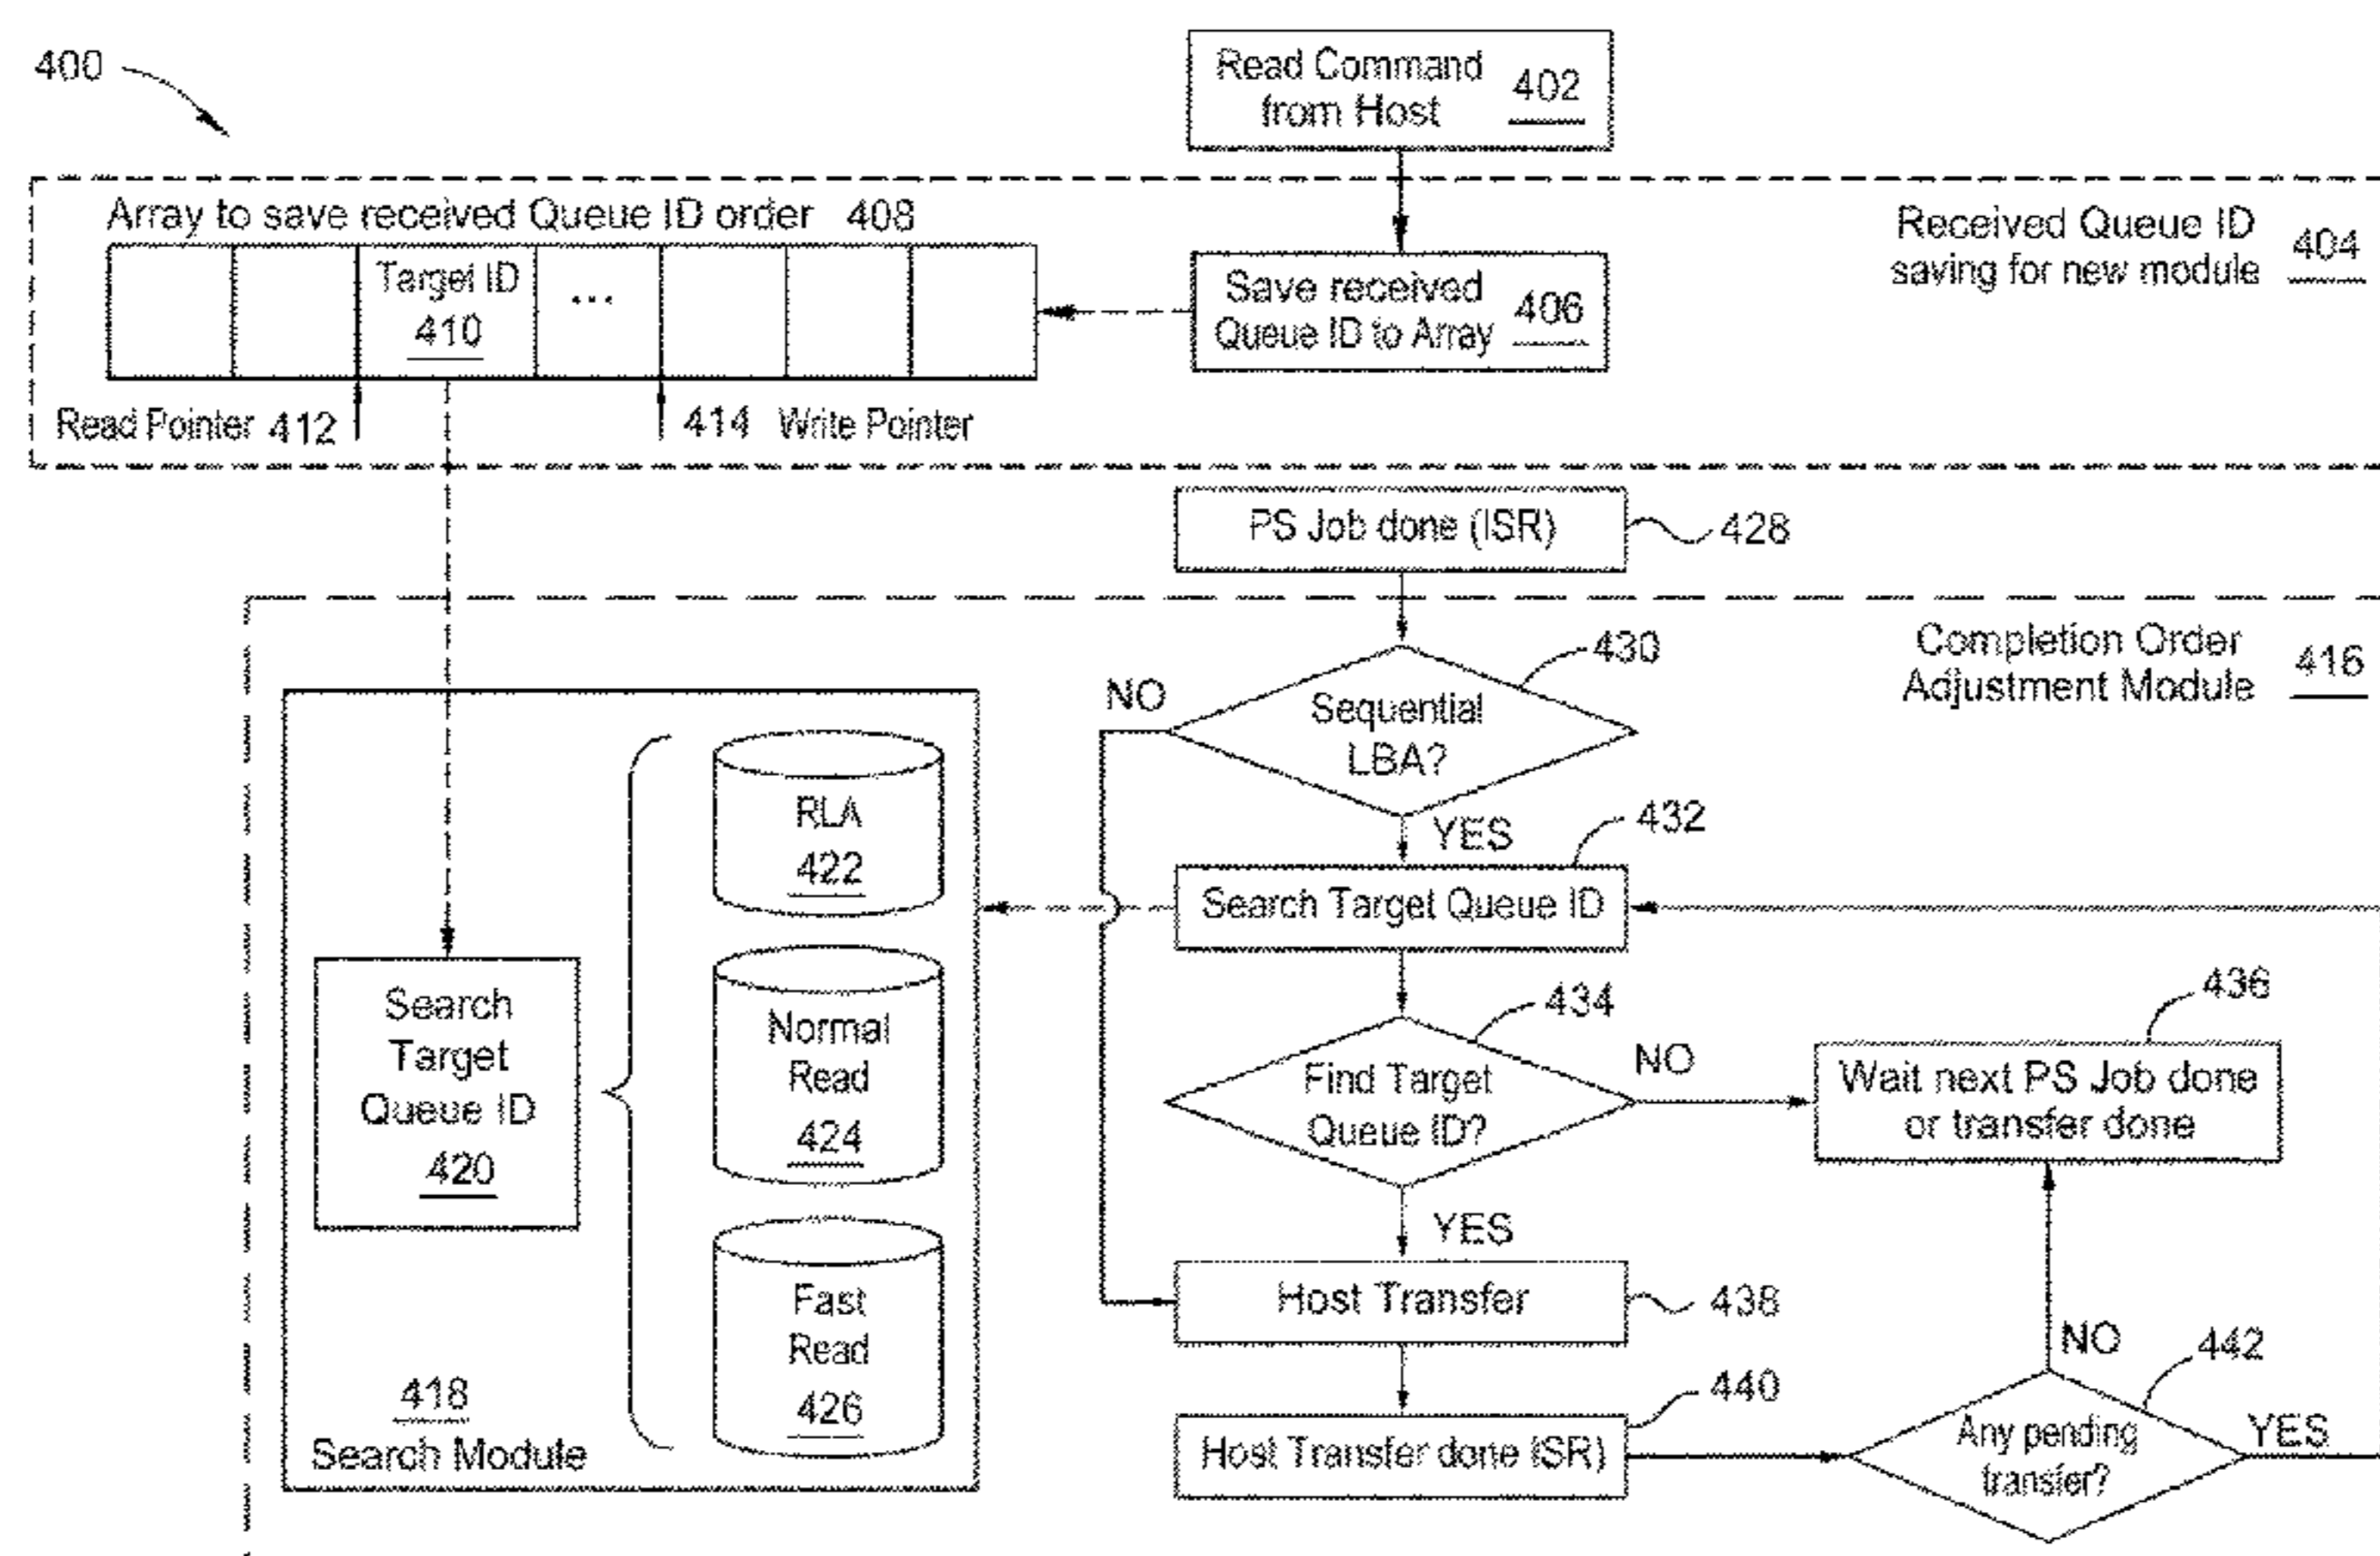 400
Read Command
from Host
402
Array to save received Queue ID order 408
Received Queue ID
saving for new module
404
Target ID
410
...
Save received
Queue ID to Array
406
Read Pointer 412
414 Write Pointer
PS Job done (ISR)
428
Completion Order
Adjustment Module
416
430
NO
Sequential
LBA?
YES
432
RLA
422
Search Target Queue ID
Search
Target
Queue ID
420
Normal
Read
424
434
436
Find Target
Queue ID?
NO
Wait next PS Job done
or transfer done
YES
Fast
Read
426
Host Transfer
438
NO
442
418
Search Module
440
Host Transfer done (ISR)
Any pending
transfer?
YES